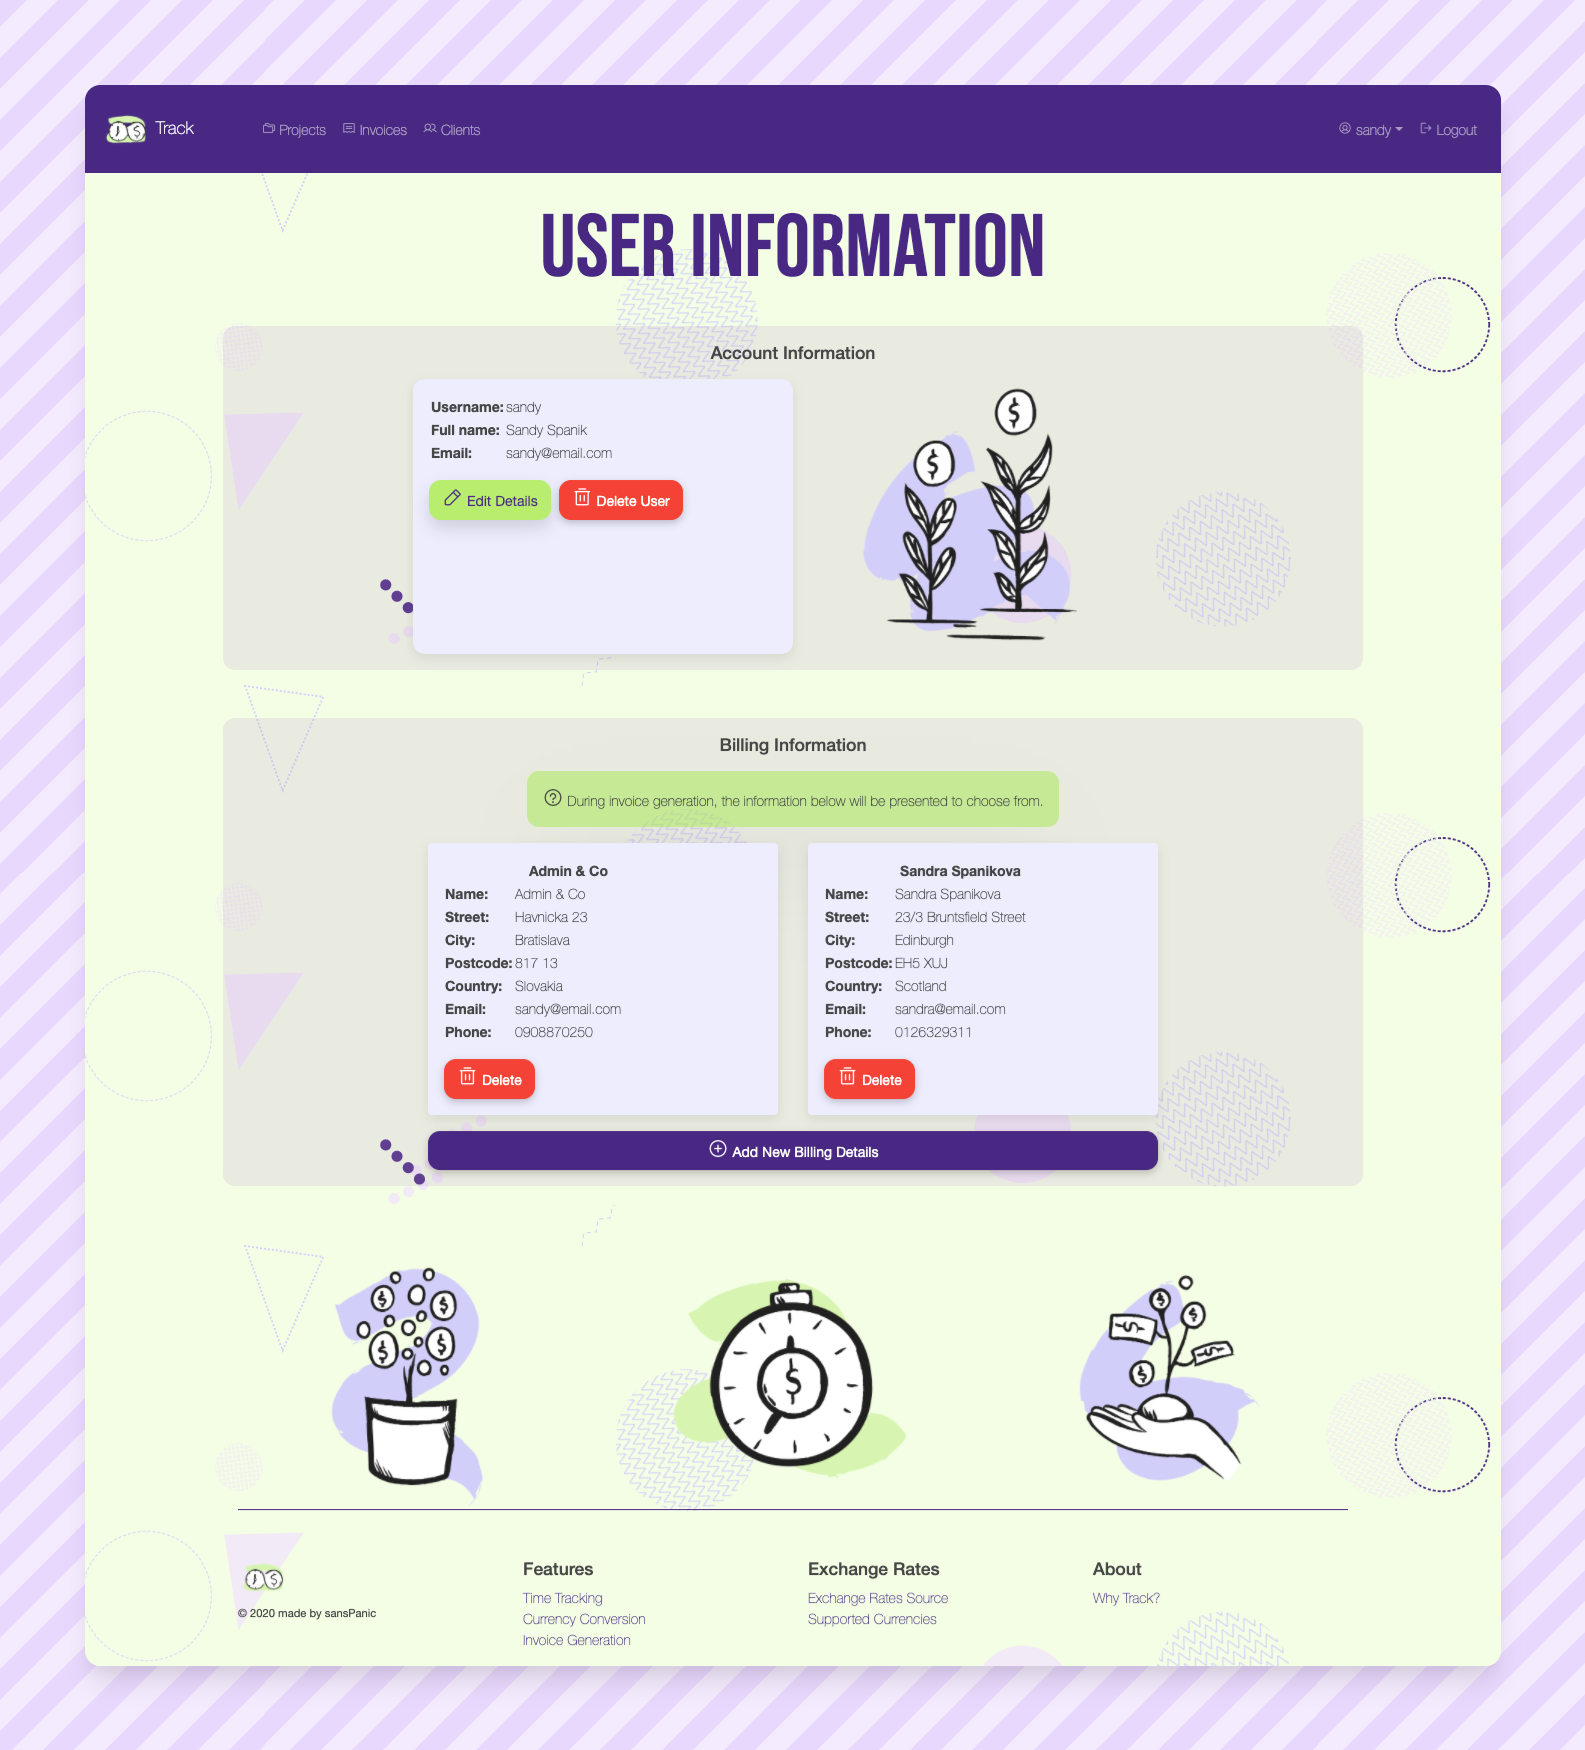 Track
Projects
Invoices
Clients
sandy
Logout
USER INFORMATION
Account Information
Username: sandy
Full name: Sandy Spanik
Email: sandy@email.com
Edit Details
Delete User
$
$
Billing Information
During invoice generation, the information below will be presented to choose from.
Admin & Co
Name: Admin & Co
Street: Havnicka 23
City: Bratislava
Postcode: 817 13
Country: Slovakia
Email: sandy@email.com
Phone: 0908870250
Delete
Sandra Spanikova
Name: Sandra Spanikova
Street: 23/3 Bruntsfield Street
City: Edinburgh
Postcode: EH5 XUJ
Country: Scotland
Email: sandra@email.com
Phone: 0126329311
Delete
Add New Billing Details
© 2020 made by sansPanic
Features
Time Tracking
Currency Conversion
Invoice Generation
Exchange Rates
Exchange Rates Source
Supported Currencies
About
Why Track?